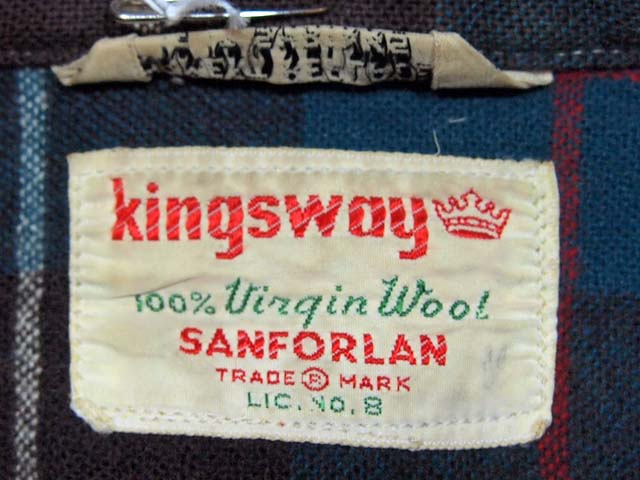 kingsway
100% Virgin Wool
SANFORLAN
TRADE ® MARK
LIC. NO. 8